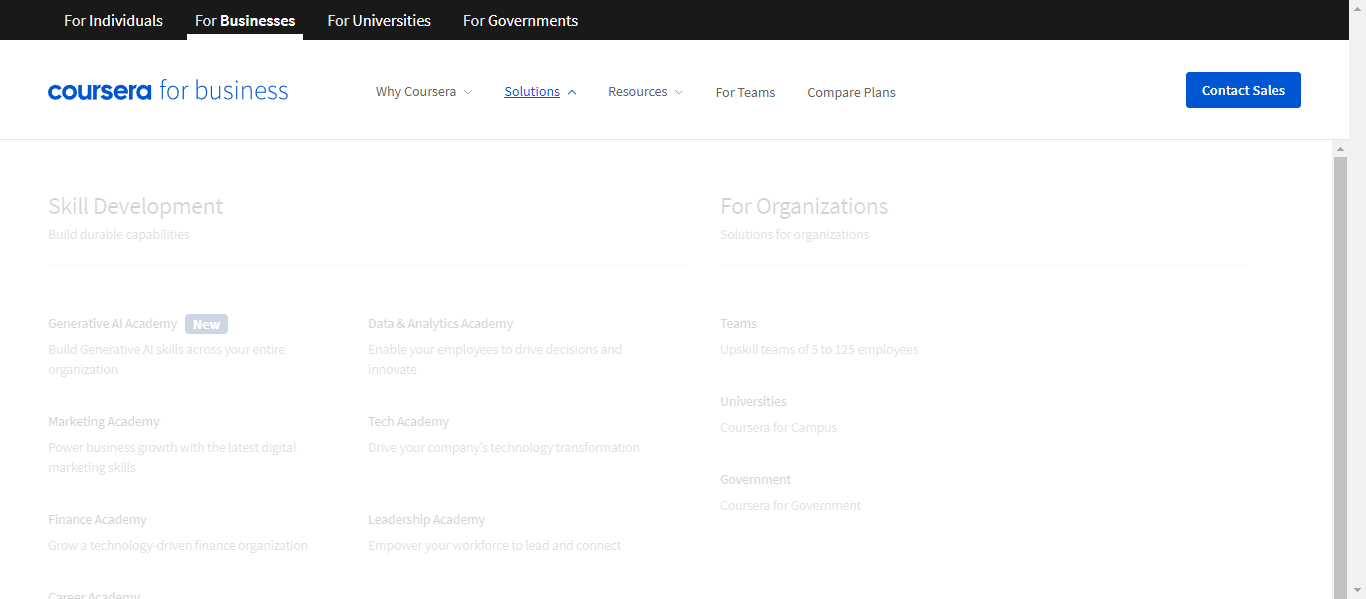 For Individuals
For Businesses
For Universities
For Governments
coursera for business
Why Coursera
Solutions
Resources
For Teams
Compare Plans
Contact Sales
Skill Development
Build durable capabilities
For Organizations
Solutions for organizations
Generative AI Academy New
Build Generative AI skills across your entire
organization
Data & Analytics Academy
Enable your employees to drive decisions and
innovate
Teams
Upskill teams of 5 to 125 employees
Marketing Academy
Power business growth with the latest digital
marketing skills
Tech Academy
Drive your company's technology transformation
Universities
Coursera for Campus
Government
Coursera for Government
Finance Academy
Grow a technology-driven finance organization
Leadership Academy
Empower your workforce to lead and connect
Career Academy